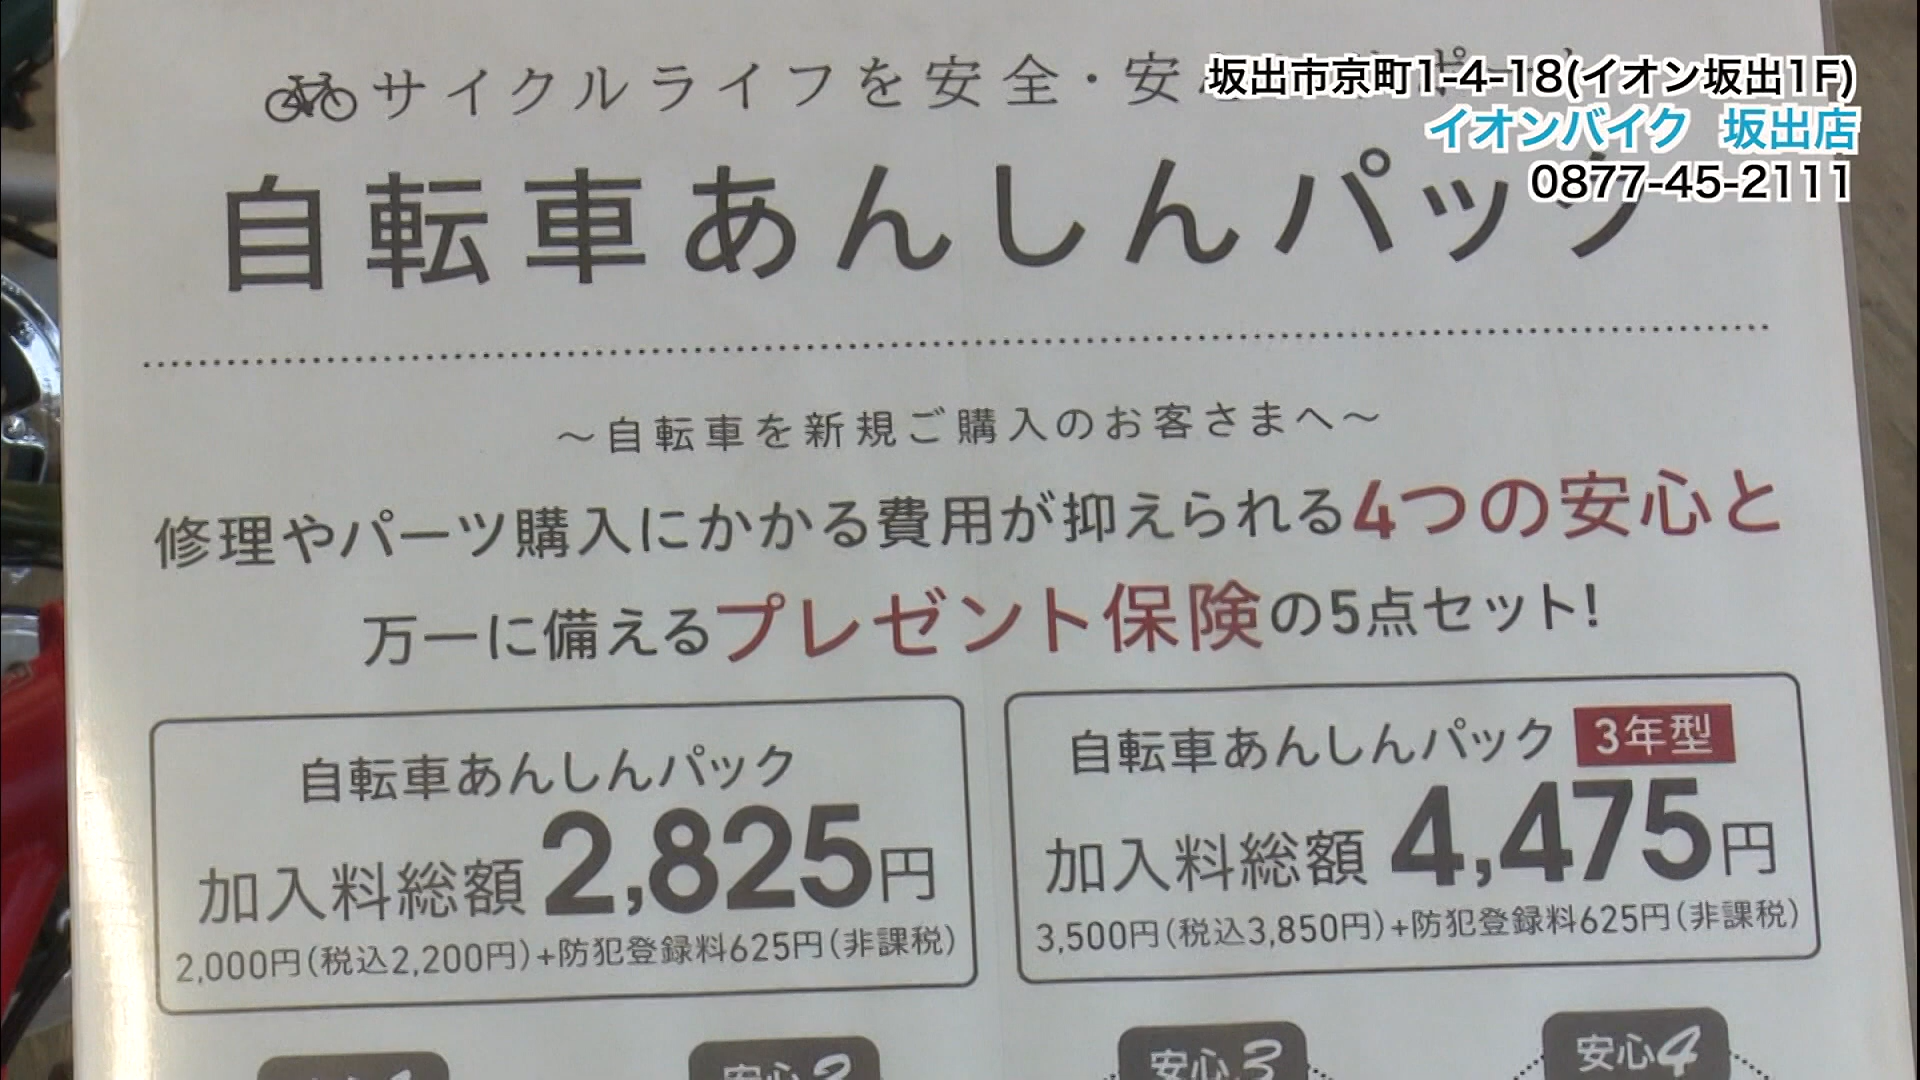 坂出市京町1-4-18(イオン坂出1F)
イオンバイク 坂出店
0877-45-2111
サイクルライフを安全・安
自転車あんしんパック
～自転車を新規ご購入のお客さまへ～
修理やパーツ購入にかかる費用が抑えられる4つの安心と
万一に備えるプレゼント保険の5点セット!
自転車あんしんパック
加入料総額 2,825円
2,000円(税込2,200円)+防犯登録料625円(非課税)
自転車あんしんパック 3年型
加入料総額 4,475円
3,500円(税込3,850円)+防犯登録料625円(非課税)
安心2
安心3
安心4